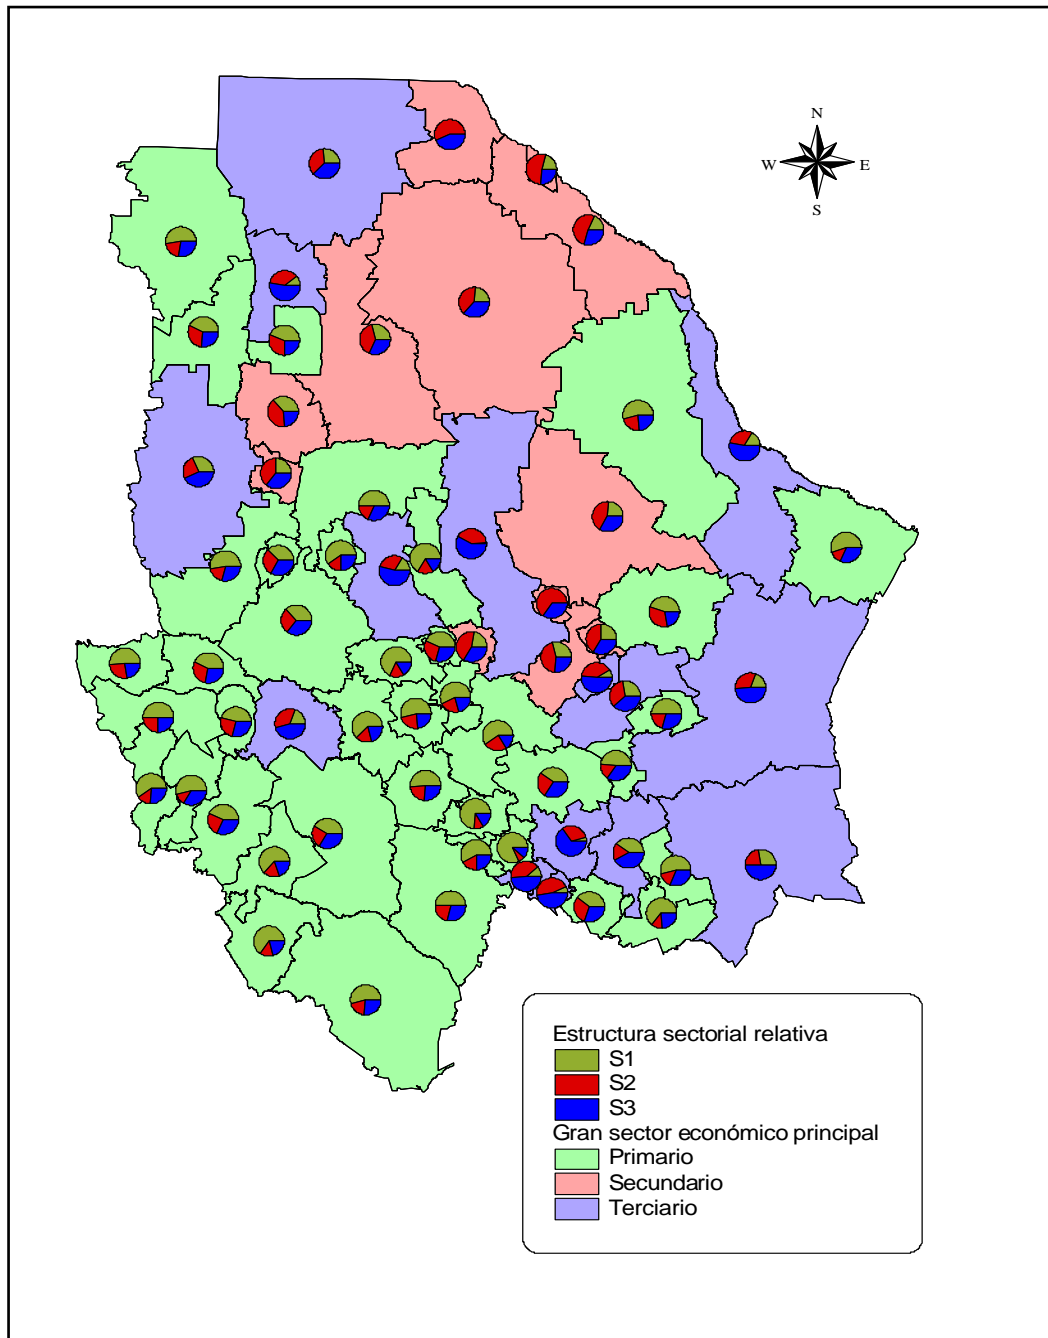 N
W
E
S
Estructura sectorial relativa
S1
S2
S3
Gran sector económico principal
Primario
Secundario
Terciario